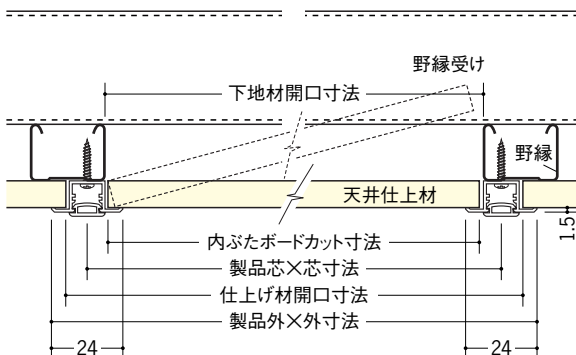 野縁受け
下地材開口寸法
野縁
天井仕上材
1.5
内ぶたボードカット寸法
製品芯×芯寸法
仕上げ材開口寸法
製品外×外寸法
24
24